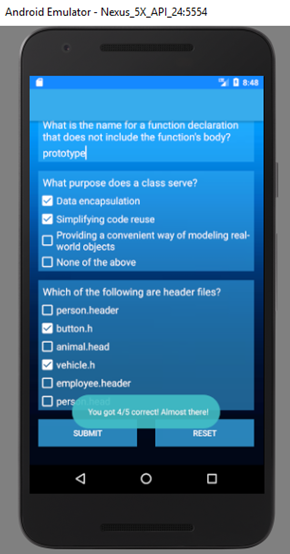 Android Emulator - Nexus_5X_API_24:5554
8:48
What is the name for a function declaration
that does not include the function's body?
prototype
What purpose does a class serve?
Data encapsulation
Simplifying code reuse
Providing a convenient way of modeling real-
world objects
None of the above
Which of the following are header files?
person.header
button.h
animal.head
vehicle.h
employee.header
person.head
You got 4/5 correct! Almost there!
SUBMIT
RESET